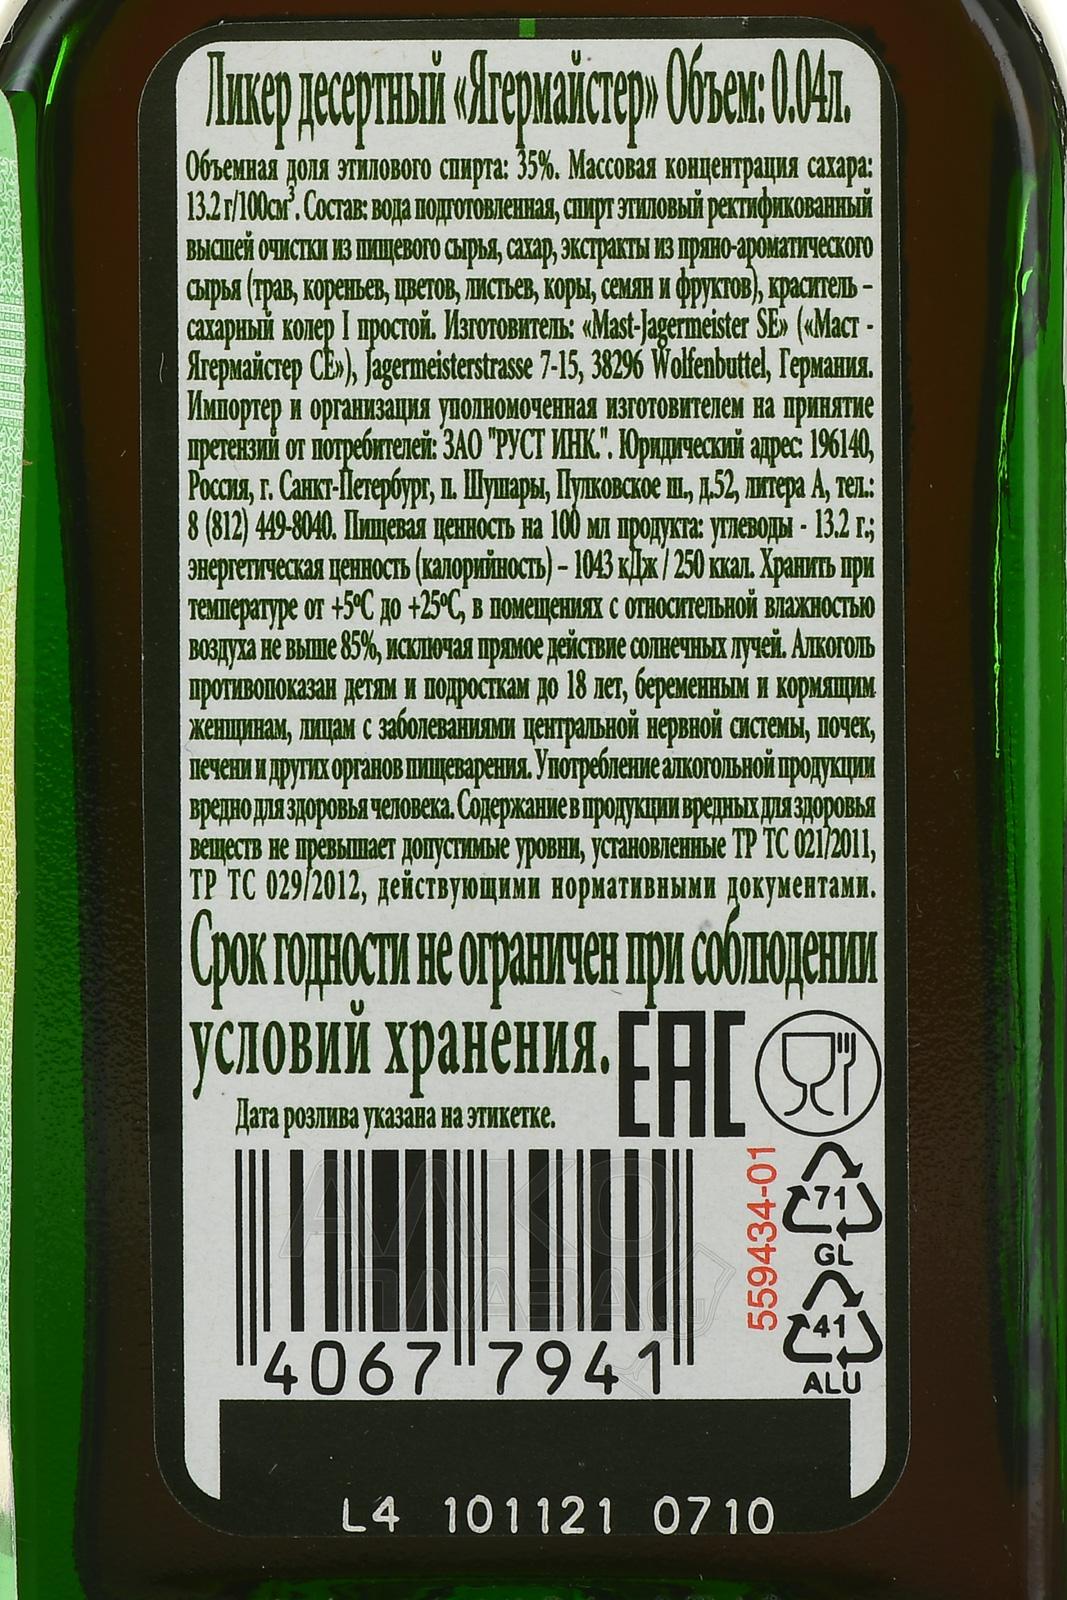 Ликер десертный «Ягермайстер» Объем: 0.04л.
Объемная доля этилового спирта: 35%. Массовая концентрация сахара:
13.2 г/100см³. Состав: вода подготовленная, спирт этиловый ректификованный
высшей очистки из пищевого сырья, сахар, экстракты из пряно-ароматического
сырья (трав, кореньев, цветов, листьев, коры, семян и фруктов), краситель –
сахарный колер I простой. Изготовитель: «Mast-Jagermeister SE» («Маст -
Ягермайстер СЕ»), Jagermeisterstrasse 7-15, 38296 Wolfenbuttel, Германия.
Импортер и организация уполномоченная изготовителем на принятие
претензий от потребителей: ЗАО "РУСТ ИНК.". Юридический адрес: 196140,
Россия, г. Санкт-Петербург, п. Шушары, Пулковское ш., д.52, литера А, тел.:
8 (812) 449-8040. Пищевая ценность на 100 мл продукта: углеводы - 13.2 г.;
энергетическая ценность (калорийность) – 1043 кДж / 250 ккал. Хранить при
температуре от +5ºС до +25ºС, в помещениях с относительной влажностью
воздуха не выше 85%, исключая прямое действие солнечных лучей. Алкоголь
противопоказан детям и подросткам до 18 лет, беременным и кормящим
женщинам, лицам с заболеваниями центральной нервной системы, почек,
печени и других органов пищеварения. Употребление алкогольной продукции
вредно для здоровья человека. Содержание в продукции вредных для здоровья
веществ не превышает допустимые уровни, установленные ТР ТС 021/2011,
ТР ТС 029/2012, действующими нормативными документами.
Срок годности не ограничен при соблюдении
условий хранения.
EAC
Дата розлива указана на этикетке.
559434-01
71
GL
41
ALU
4067 7941
АЛКО
ПЛАЗА
.ru
L4 101121 0710